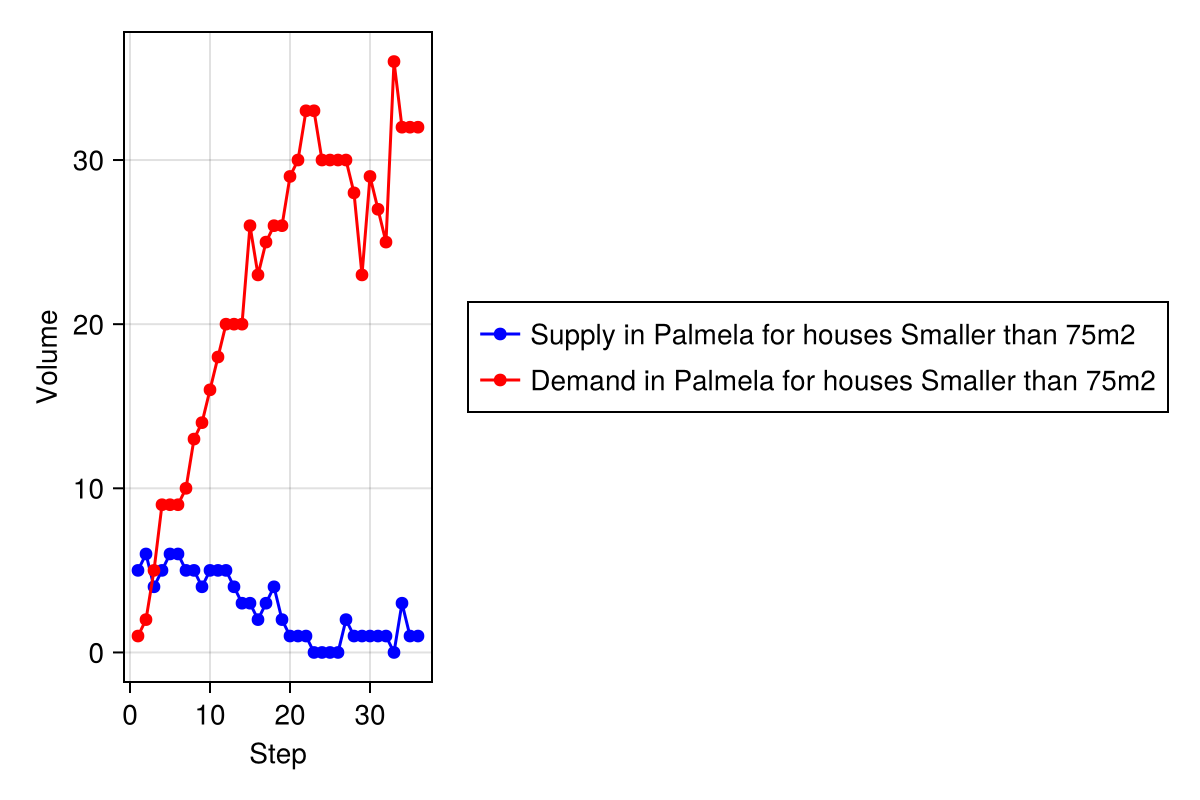 Volume
30
20
10
0
0 10 20 30
Step
Supply in Palmela for houses Smaller than 75m2
Demand in Palmela for houses Smaller than 75m2